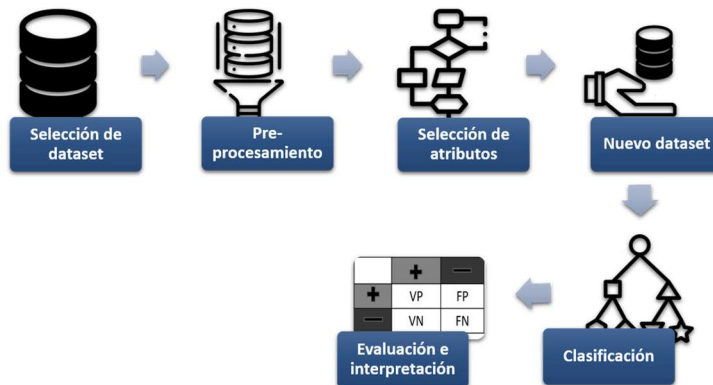 Selección de
dataset
Pre-
procesamiento
Selección de
atributos
Nuevo dataset
+ −
+ VP FP
− VN FN
Evaluación e
interpretación
Clasificación